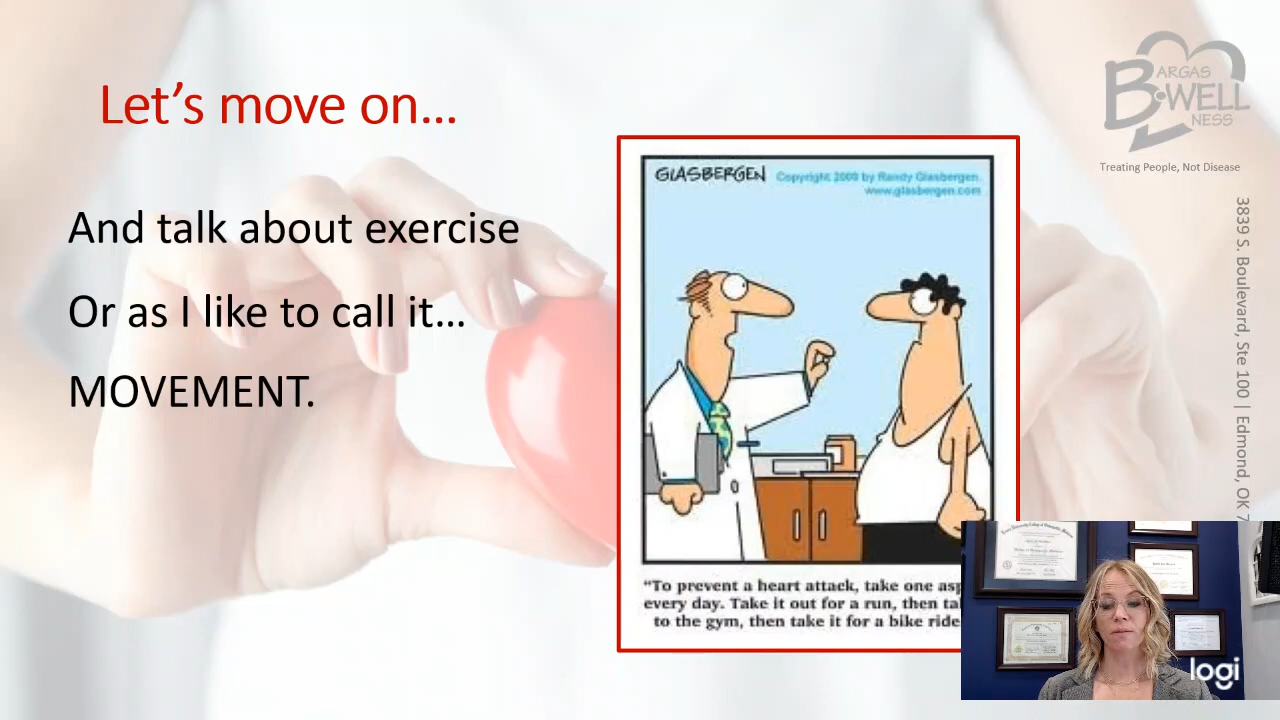 Let's move on...
And talk about exercise
Or as I like to call it...
MOVEMENT.
GLASBERGEN
Copyright 2009 by Randy Glasbergen.
www.glasbergen.com
"To prevent a heart attack, take one
every day. Take it out for a run, then
to the gym, then take it for a bike ride
BARGAS
B-WELL
NESS
Treating People, Not Disease
3839 S. Boulevard, Ste 100 | Edmond, OK 7
logi